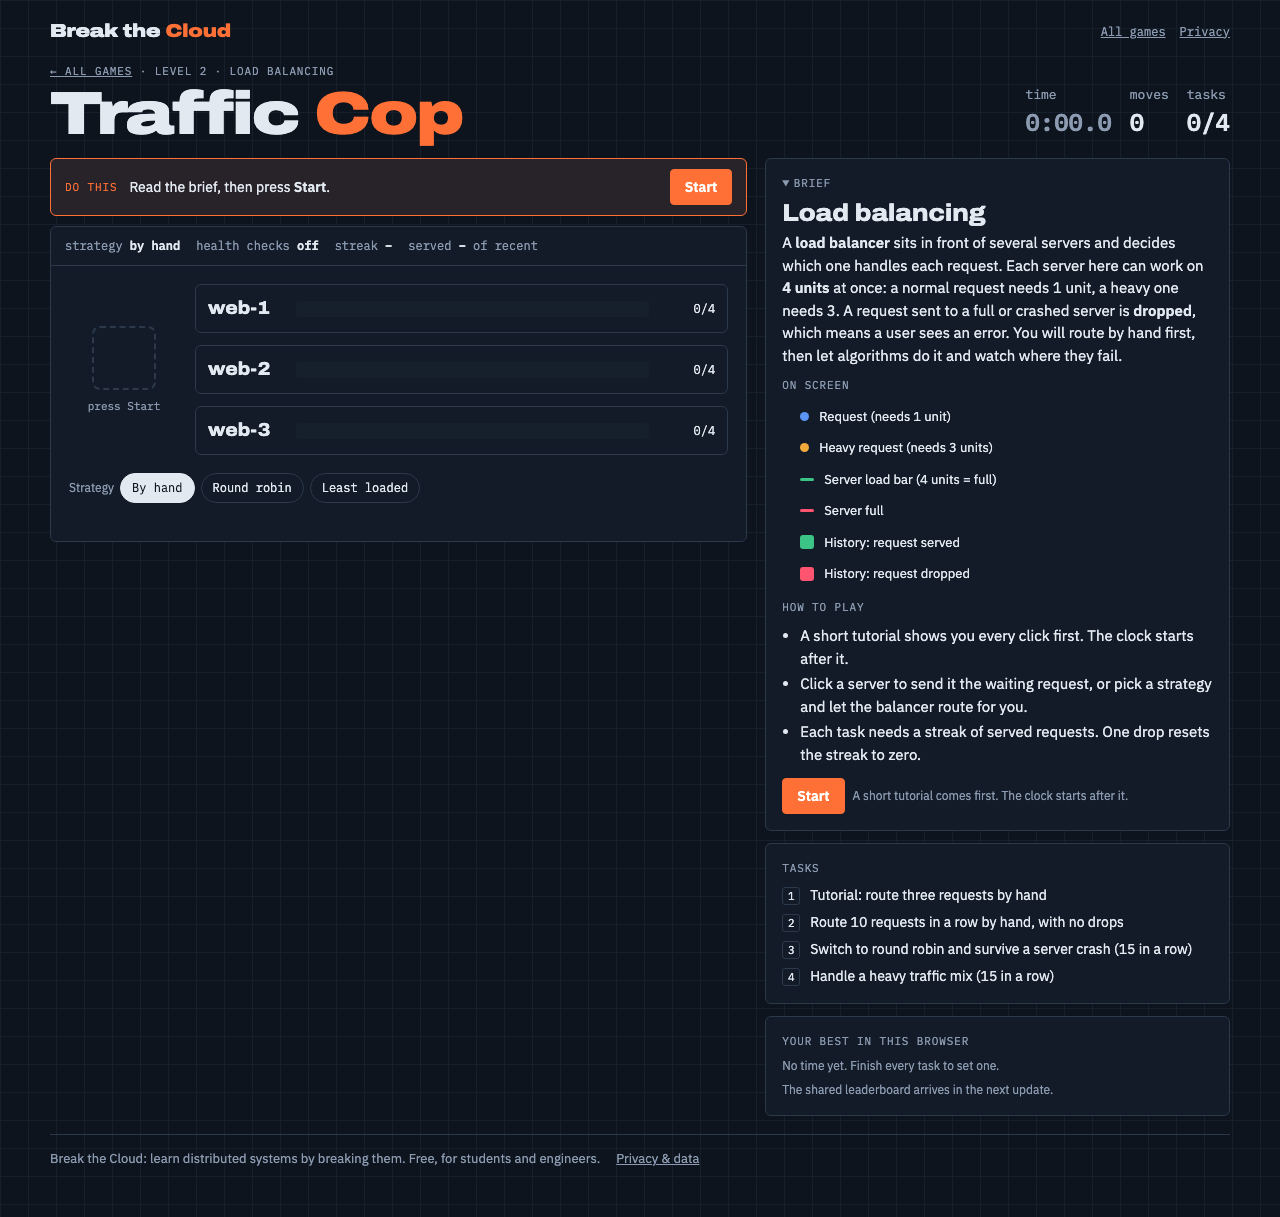 Break the Cloud
All games Privacy
← ALL GAMES · LEVEL 2 · LOAD BALANCING
Traffic Cop
time moves tasks
0:00.0 0 0/4
DO THIS Read the brief, then press Start. Start
strategy by hand health checks off streak – served – of recent
web-1 0/4
web-2 0/4
web-3 0/4
press Start
Strategy By hand Round robin Least loaded
▼ BRIEF
Load balancing
A load balancer sits in front of several servers and decides
which one handles each request. Each server here can work on
4 units at once: a normal request needs 1 unit, a heavy one
needs 3. A request sent to a full or crashed server is dropped,
which means a user sees an error. You will route by hand first,
then let algorithms do it and watch where they fail.
ON SCREEN
Request (needs 1 unit)
Heavy request (needs 3 units)
Server load bar (4 units = full)
Server full
History: request served
History: request dropped
HOW TO PLAY
• A short tutorial shows you every click first. The clock starts
after it.
• Click a server to send it the waiting request, or pick a strategy
and let the balancer route for you.
• Each task needs a streak of served requests. One drop resets
the streak to zero.
Start A short tutorial comes first. The clock starts after it.
TASKS
1 Tutorial: route three requests by hand
2 Route 10 requests in a row by hand, with no drops
3 Switch to round robin and survive a server crash (15 in a row)
4 Handle a heavy traffic mix (15 in a row)
YOUR BEST IN THIS BROWSER
No time yet. Finish every task to set one.
The shared leaderboard arrives in the next update.
Break the Cloud: learn distributed systems by breaking them. Free, for students and engineers. Privacy & data